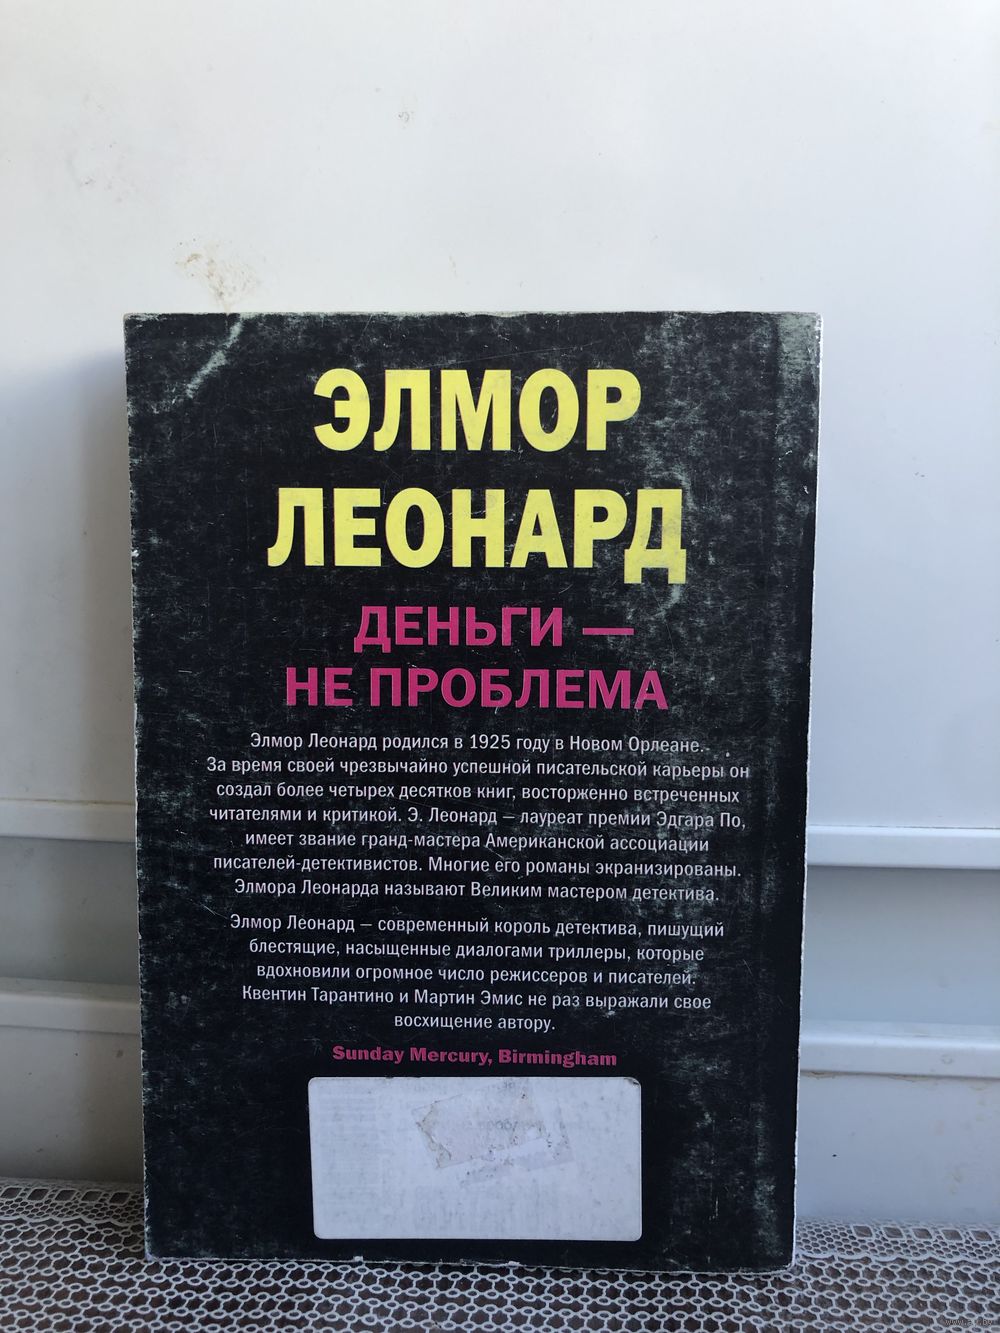 ЭЛМОР
ЛЕОНАРД
ДЕНЬГИ —
НЕ ПРОБЛЕМА
Элмор Леонард родился в 1925 году в Новом Орлеане.
За время своей чрезвычайно успешной писательской карьеры он
создал более четырех десятков книг, восторженно встреченных
читателями и критикой. Э. Леонард — лауреат премии Эдгара По,
имеет звание гранд-мастера Американской ассоциации
писателей-детективистов. Многие его романы экранизированы.
Элмора Леонарда называют Великим мастером детектива.
Элмор Леонард — современный король детектива, пишущий
блестящие, насыщенные диалогами триллеры, которые
вдохновили огромное число режиссеров и писателей.
Квентин Тарантино и Мартин Эмис не раз выражали свое
восхищение автору.
Sunday Mercury, Birmingham